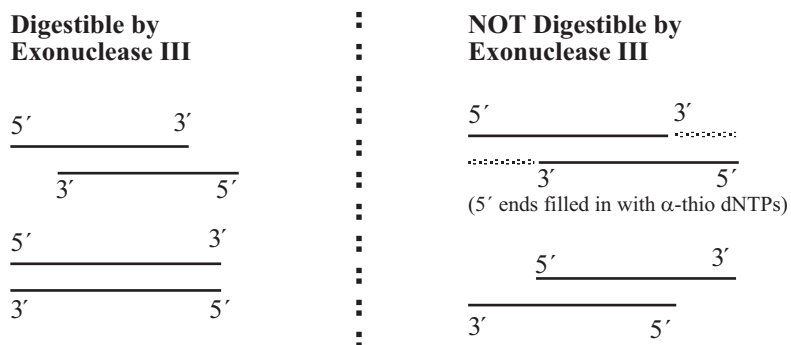 Digestible by
Exonuclease III
5´ 3´
3´ 5´
5´ 3´
3´ 5´
NOT Digestible by
Exonuclease III
5´ 3´
3´ 5´
(5´ ends filled in with α-thio dNTPs)
5´ 3´
3´ 5´